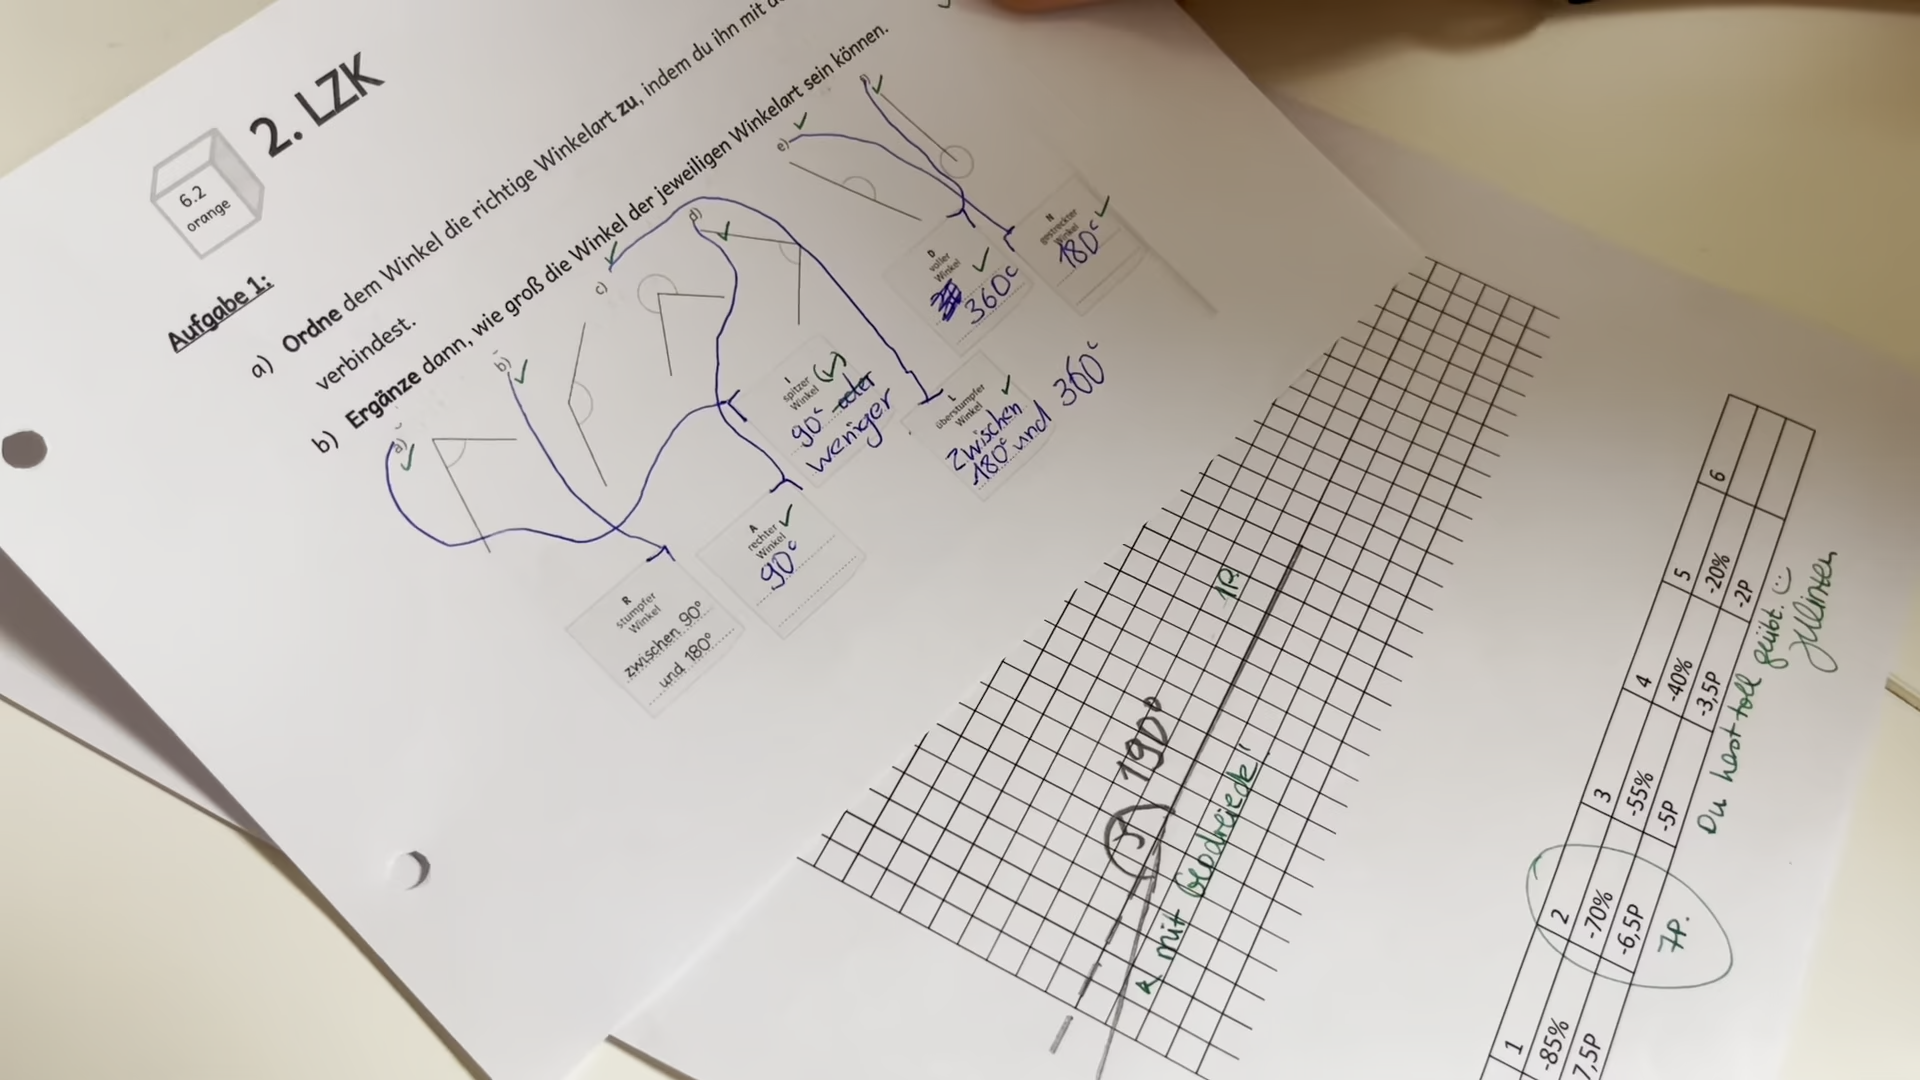 2. LZK
6.2
orange
Aufgabe 1:
a) Ordne dem Winkel die richtige Winkelart zu, indem du ihn mit
verbindest.
b) Ergänze dann, wie groß die Winkel der jeweiligen Winkelart sein können.
a)
b)
c)
d)
e)
R
stumpfer
Winkel
zwischen 90°
und 180°
A
rechter
Winkel
90°
I
spitzer
Winkel
90° oder
weniger
L
überstumpfer
Winkel
Zwischen
180° und 360°
D
voller
Winkel
360°
N
gestreckter
Winkel
180°
1P.
190°
mit Geodreieck!
1 2 3 4 5 6
-85% -70% -55% -40% -20%
7,5P -6,5P -5P -3,5P -2P
7P.
Du hast toll geübt. :)